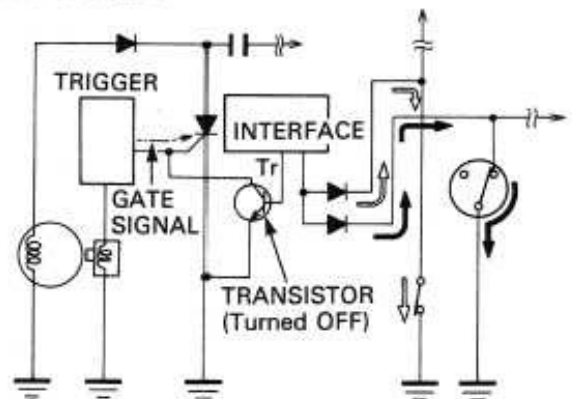 TRIGGER
INTERFACE
Tr
GATE
SIGNAL
TRANSISTOR
(Turned OFF)